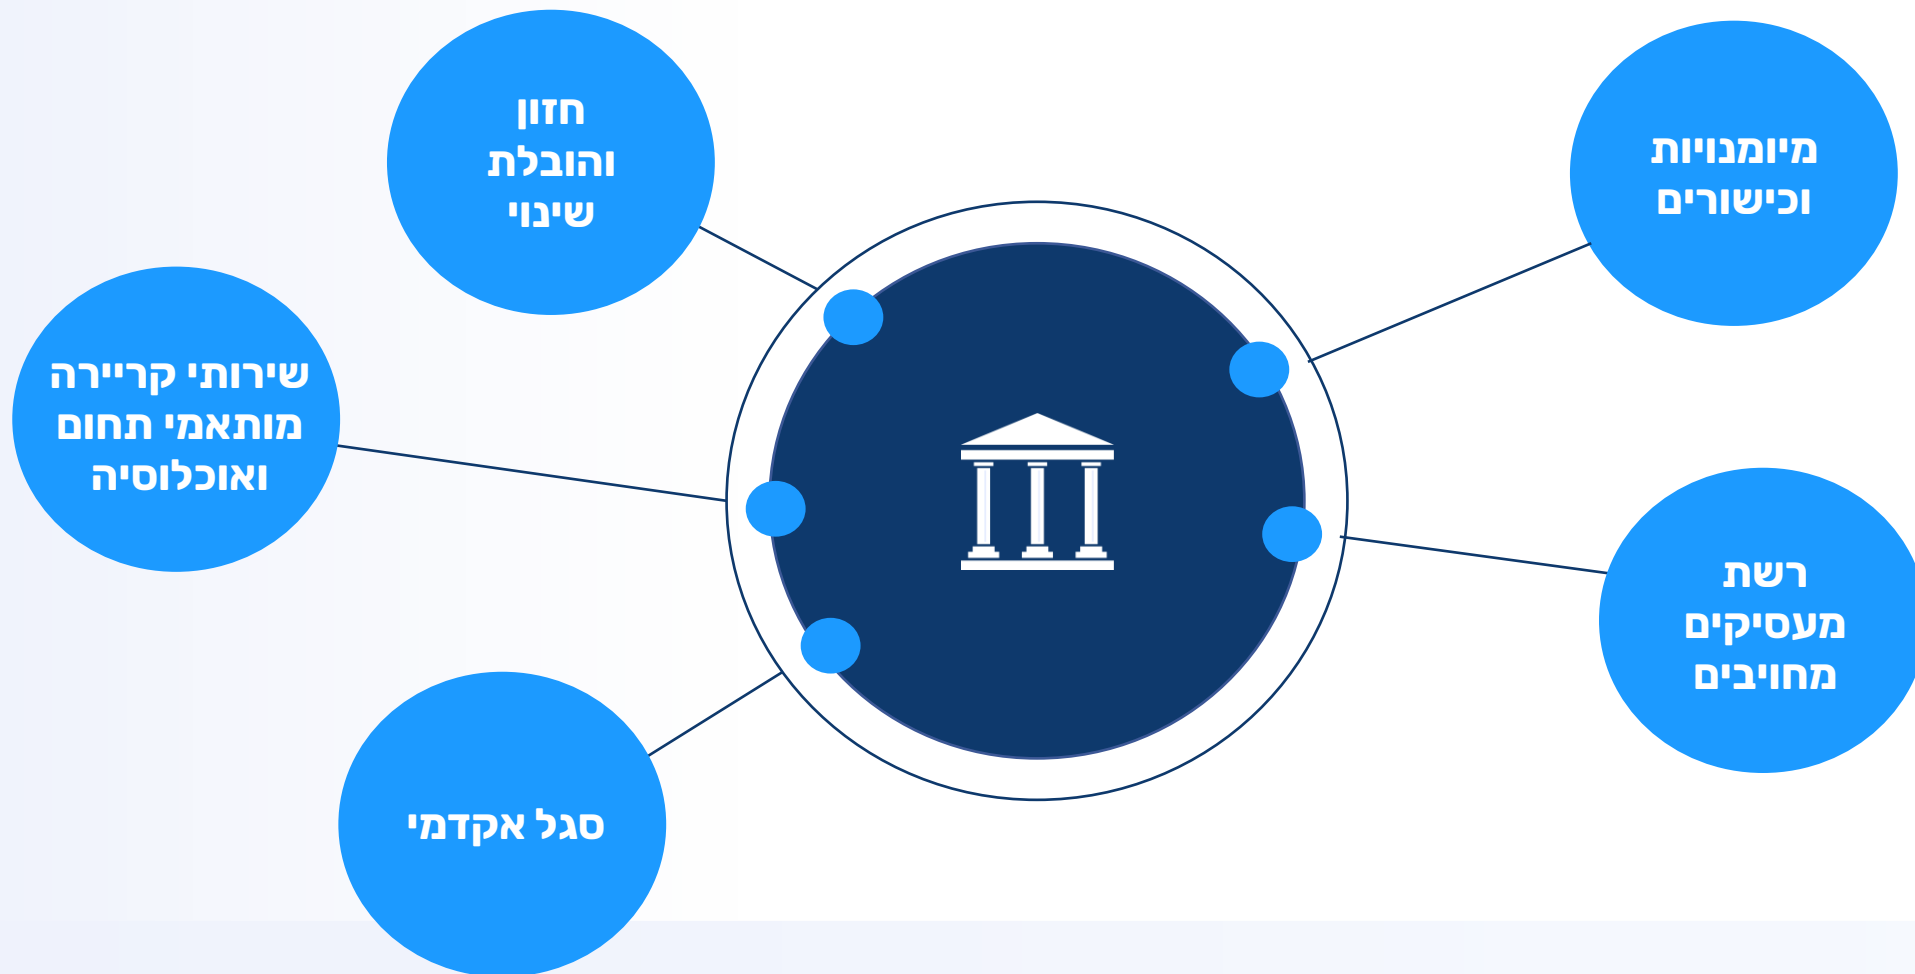 חזון
והובלת
שינוי
מיומנויות
וכישורים
שירותי קריירה
מותאמי תחום
ואוכלוסיה
רשת
מעסיקים
מחויבים
סגל אקדמי